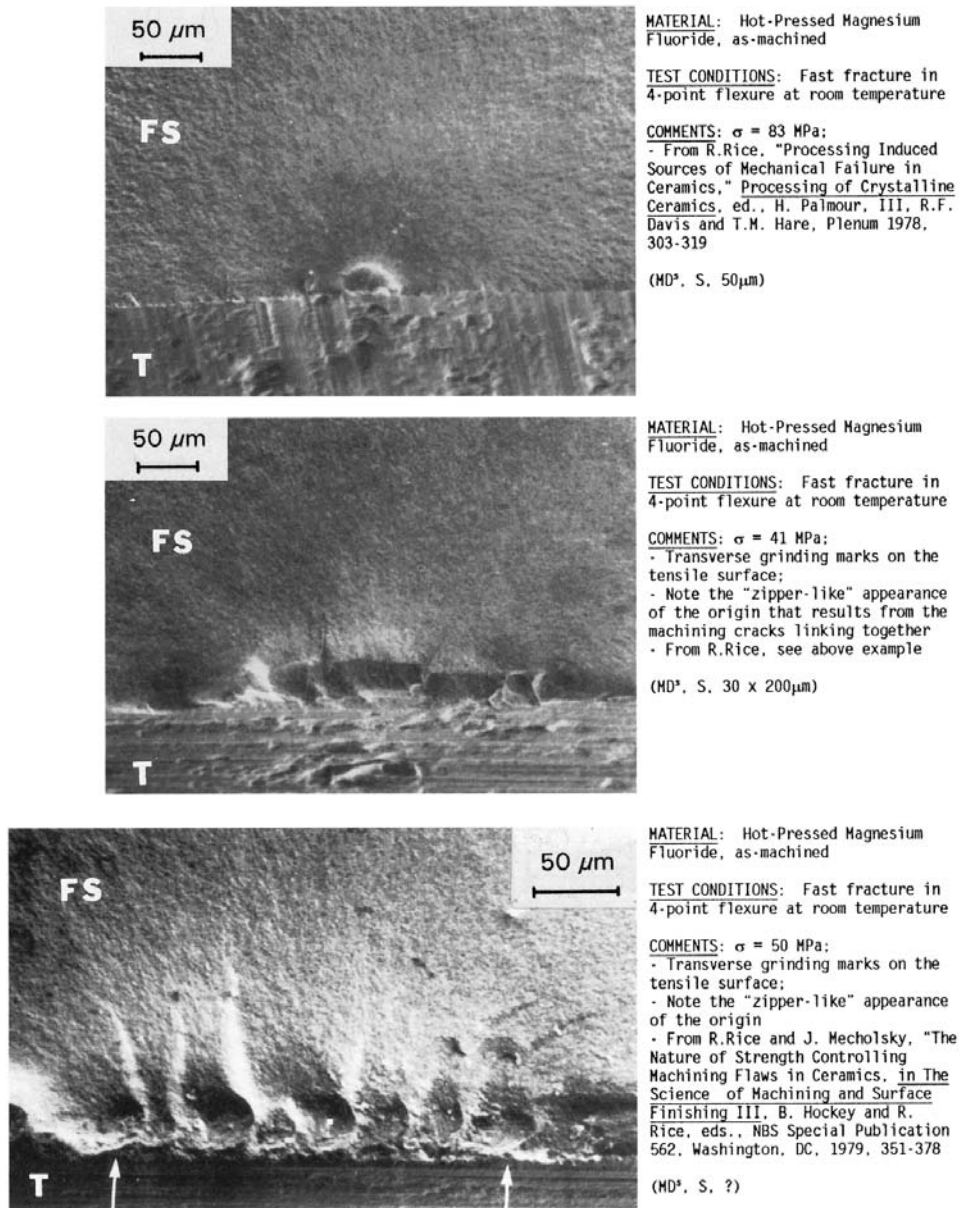 50 μm
FS
T
MATERIAL: Hot-Pressed Magnesium
Fluoride, as-machined
TEST CONDITIONS: Fast fracture in
4-point flexure at room temperature
COMMENTS: σ = 83 MPa;
- From R.Rice, "Processing Induced
Sources of Mechanical Failure in
Ceramics," Processing of Crystalline
Ceramics, ed., H. Palmour, III, R.F.
Davis and T.M. Hare, Plenum 1978,
303-319
(MDˢ, S, 50μm)
50 μm
FS
T
MATERIAL: Hot-Pressed Magnesium
Fluoride, as-machined
TEST CONDITIONS: Fast fracture in
4-point flexure at room temperature
COMMENTS: σ = 41 MPa;
- Transverse grinding marks on the
tensile surface;
- Note the "zipper-like" appearance
of the origin that results from the
machining cracks linking together
- From R.Rice, see above example
(MDˢ, S, 30 x 200μm)
50 μm
FS
T
MATERIAL: Hot-Pressed Magnesium
Fluoride, as-machined
TEST CONDITIONS: Fast fracture in
4-point flexure at room temperature
COMMENTS: σ = 50 MPa;
- Transverse grinding marks on the
tensile surface;
- Note the "zipper-like" appearance
of the origin
- From R.Rice and J. Mecholsky, "The
Nature of Strength Controlling
Machining Flaws in Ceramics, in The
Science of Machining and Surface
Finishing III, B. Hockey and R.
Rice, eds., NBS Special Publication
562, Washington, DC, 1979, 351-378
(MDˢ, S, ?)